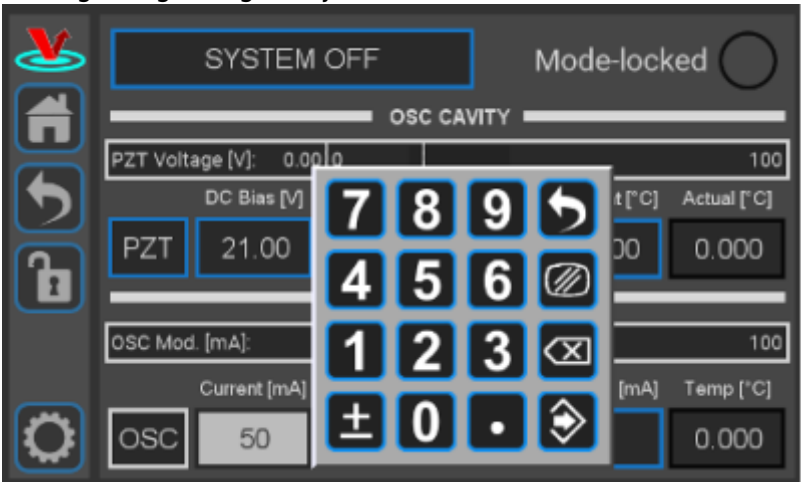 SYSTEM OFF
Mode-locked
OSC CAVITY
PZT Voltage [V]: 0.00 0 100
DC Bias [V] [°C] Actual [°C]
PZT 21.00 00 0.000
OSC Mod. [mA]: 100
Current [mA] [mA] Temp [°C]
OSC 50 0.000
7 8 9
4 5 6
1 2 3
± 0 .